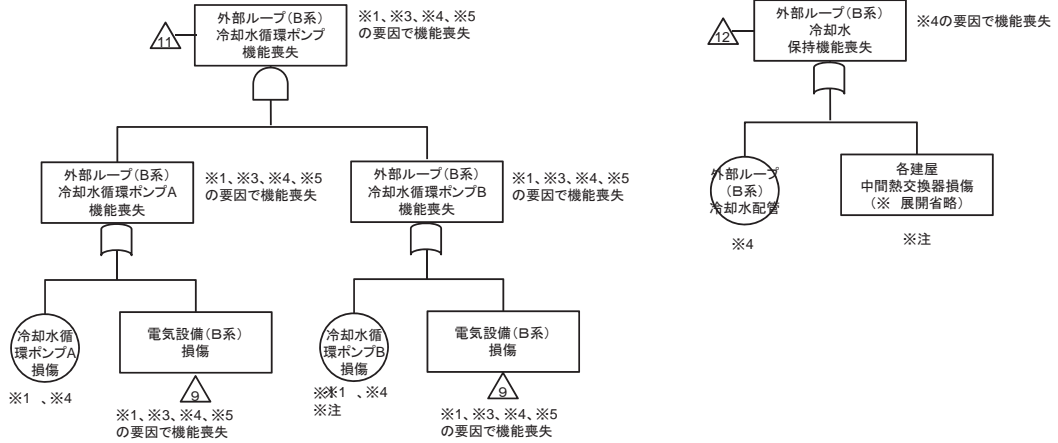 外部ループ(B系)
冷却水循環ポンプ
機能喪失
※1、※3、※4、※5
の要因で機能喪失
11
外部ループ(B系)
冷却水循環ポンプA
機能喪失
※1、※3、※4、※5
の要因で機能喪失
外部ループ(B系)
冷却水循環ポンプB
機能喪失
※1、※3、※4、※5
の要因で機能喪失
冷却水循
環ポンプA
損傷
※1 、※4
電気設備(B系)
損傷
9
※1、※3、※4、※5
の要因で機能喪失
冷却水循
環ポンプB
損傷
※1 、※4
※注
電気設備(B系)
損傷
9
※1、※3、※4、※5
の要因で機能喪失
外部ループ(B系)
冷却水
保持機能喪失
※4の要因で機能喪失
12
外部ループ
(B系)
冷却水配管
※4
各建屋
中間熱交換器損傷
(※ 展開省略)
※注